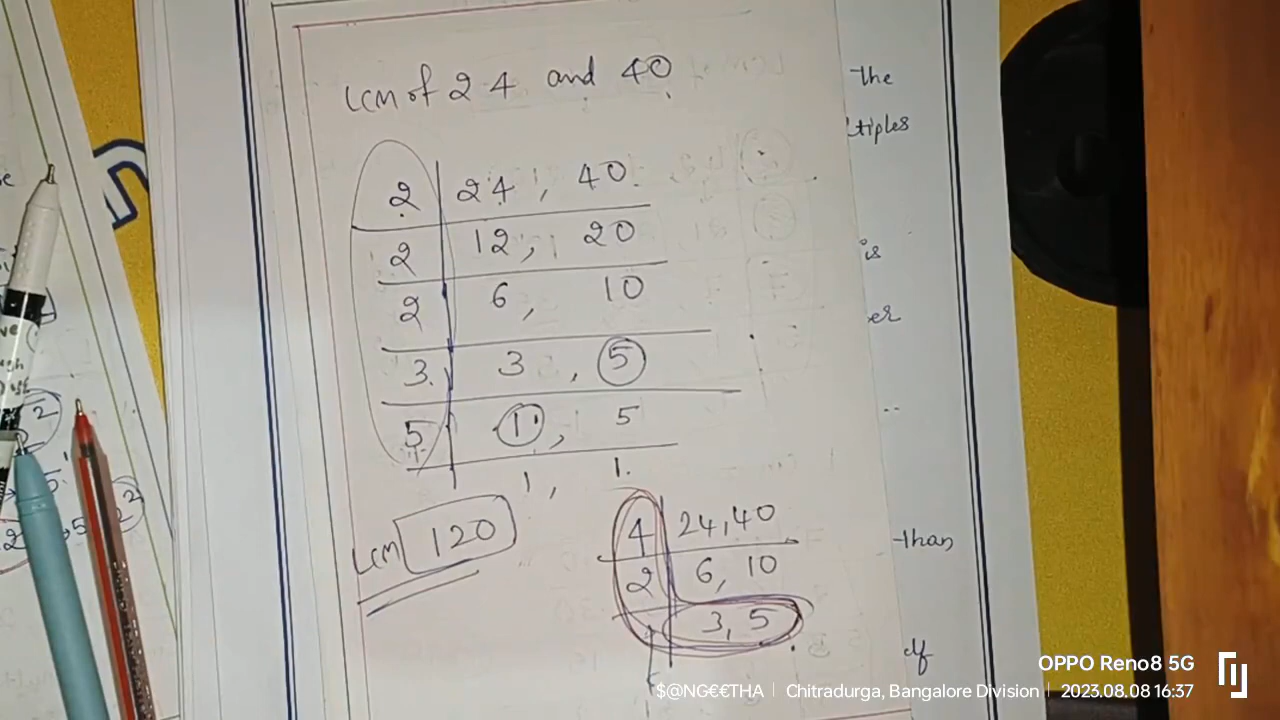 LCM of 24 and 40
2 | 24, 40
2 | 12, 20
2 | 6, 10
3 | 3, 5
5 | 1, 5
1, 1
LCM 120
4 | 24, 40
2 | 6, 10
3, 5
the
tiples
is
er
than
If
OPPO Reno8 5G
$@NG€€THA | Chitradurga, Bangalore Division | 2023.08.08 16:37